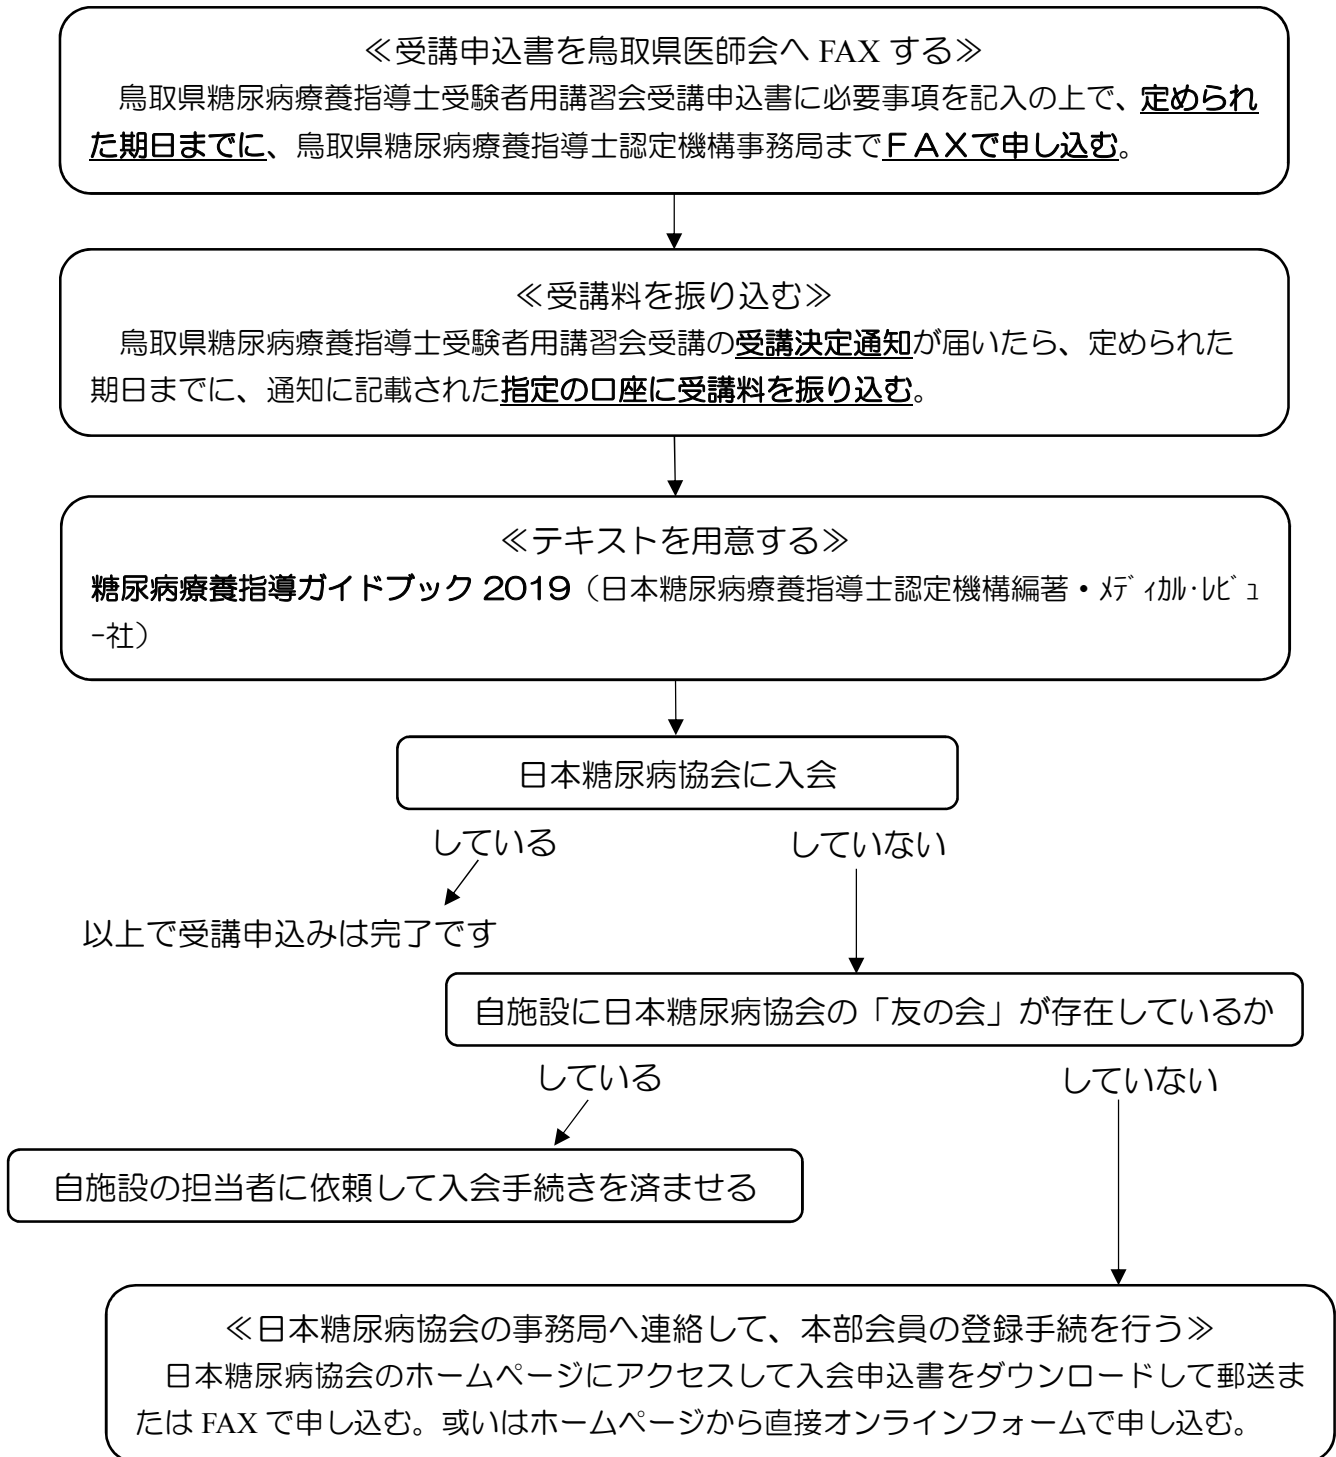 ≪受講申込書を鳥取県医師会へ FAX する≫
鳥取県糖尿病療養指導士受験者用講習会受講申込書に必要事項を記入の上で、定められ
た期日までに、鳥取県糖尿病療養指導士認定機構事務局までＦＡＸで申し込む。
≪受講料を振り込む≫
鳥取県糖尿病療養指導士受験者用講習会受講の受講決定通知が届いたら、定められた
期日までに、通知に記載された指定の口座に受講料を振り込む。
≪テキストを用意する≫
糖尿病療養指導ガイドブック 2019（日本糖尿病療養指導士認定機構編著・ﾒﾃﾞｨｶﾙ･ﾚﾋﾞｭ
ｰ社）
日本糖尿病協会に入会
している していない
以上で受講申込みは完了です
自施設に日本糖尿病協会の「友の会」が存在しているか
している していない
自施設の担当者に依頼して入会手続きを済ませる
≪日本糖尿病協会の事務局へ連絡して、本部会員の登録手続を行う≫
日本糖尿病協会のホームページにアクセスして入会申込書をダウンロードして郵送ま
たは FAX で申し込む。或いはホームページから直接オンラインフォームで申し込む。